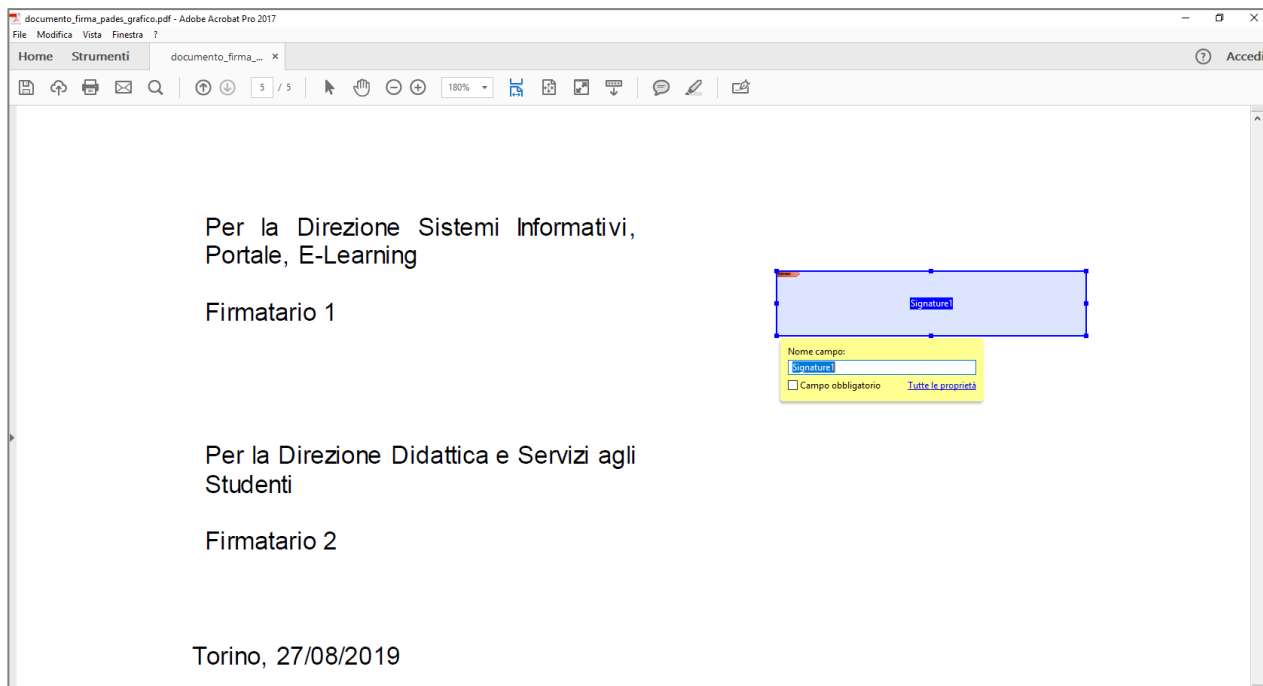 documento_firma_pades_grafico.pdf - Adobe Acrobat Pro 2017
File Modifica Vista Finestra ?
Home Strumenti documento_firma_... × ? Accedi
5 / 5 180%
Per la Direzione Sistemi Informativi,
Portale, E-Learning
Firmatario 1
Signature1
Nome campo:
Signature1
Campo obbligatorio Tutte le proprietà
Per la Direzione Didattica e Servizi agli
Studenti
Firmatario 2
Torino, 27/08/2019